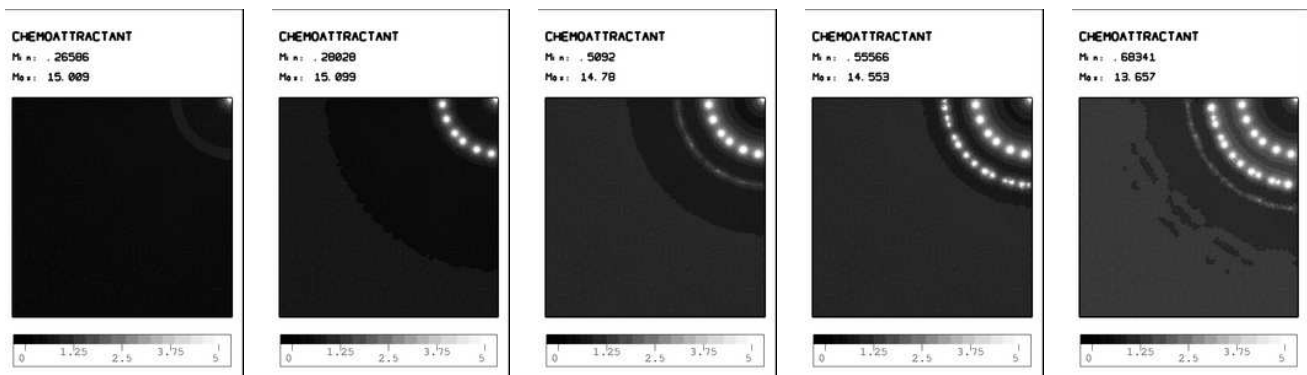 CHEMOATTRACTANT
Min: .26586
Max: 15.009
0 1.25 2.5 3.75 5
CHEMOATTRACTANT
Min: .28028
Max: 15.099
0 1.25 2.5 3.75 5
CHEMOATTRACTANT
Min: .5092
Max: 14.78
0 1.25 2.5 3.75 5
CHEMOATTRACTANT
Min: .55566
Max: 14.553
0 1.25 2.5 3.75 5
CHEMOATTRACTANT
Min: .68341
Max: 13.657
0 1.25 2.5 3.75 5